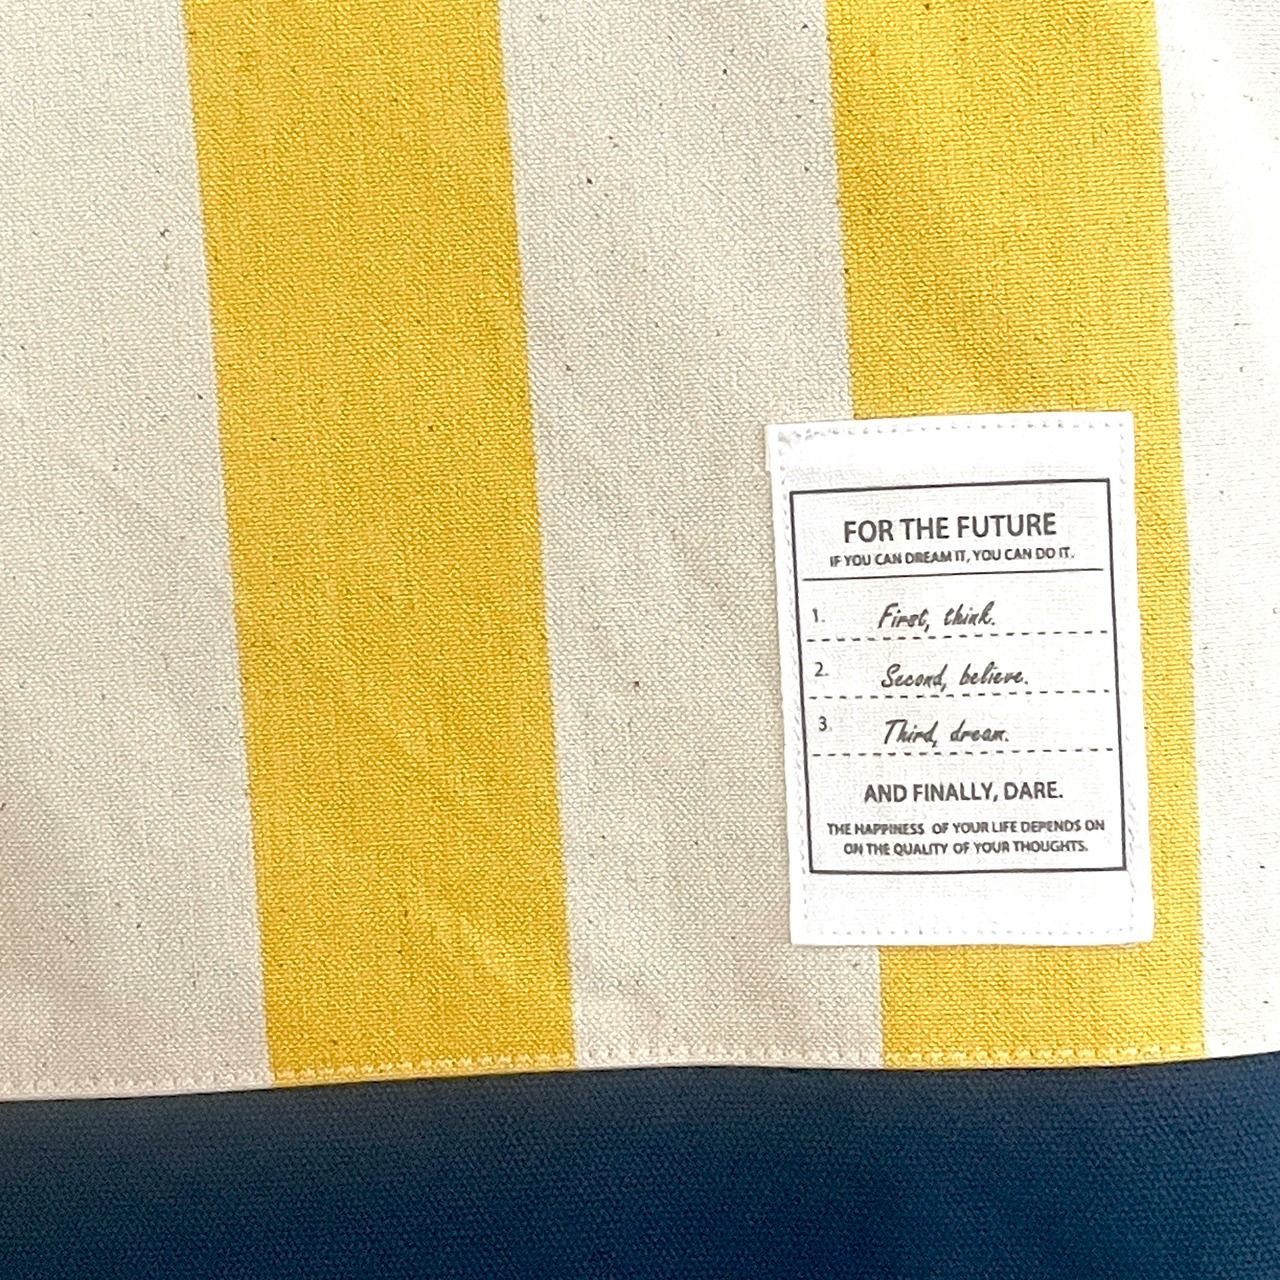 FOR THE FUTURE
IF YOU CAN DREAM IT, YOU CAN DO IT.
1. First, think.
2. Second, believe.
3. Third, dream.
AND FINALLY, DARE.
THE HAPPINESS OF YOUR LIFE DEPENDS ON
ON THE QUALITY OF YOUR THOUGHTS.